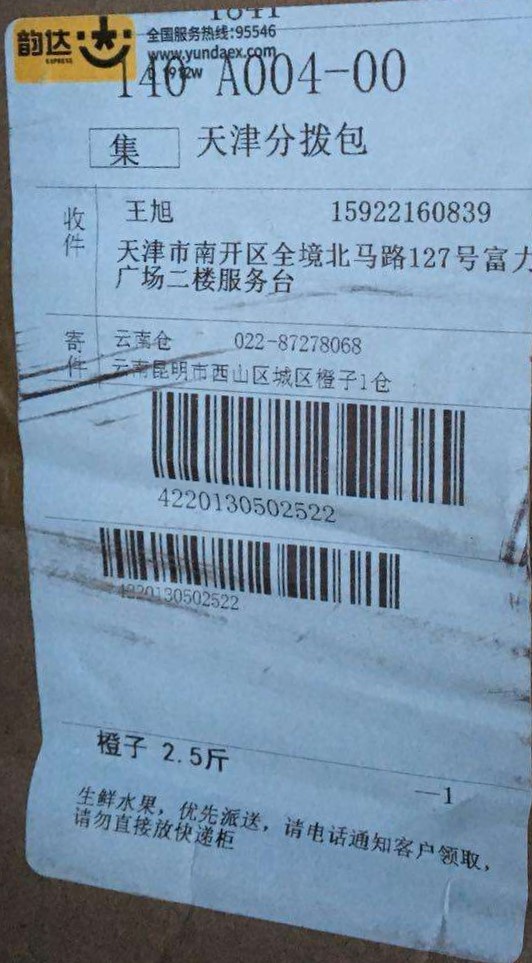 1841
韵达
EXPRESS
全国服务热线:95546
www.yundaex.com
140 A004-00
集 天津分拨包
收件
王旭 15922160839
天津市南开区全境北马路127号富力
广场二楼服务台
寄件
云南仓 022-87278068
云南昆明市西山区城区橙子1仓
4220130502522
4220130502522
橙子 2.5斤
—1
生鲜水果，优先派送，请电话通知客户领取，
请勿直接放快递柜